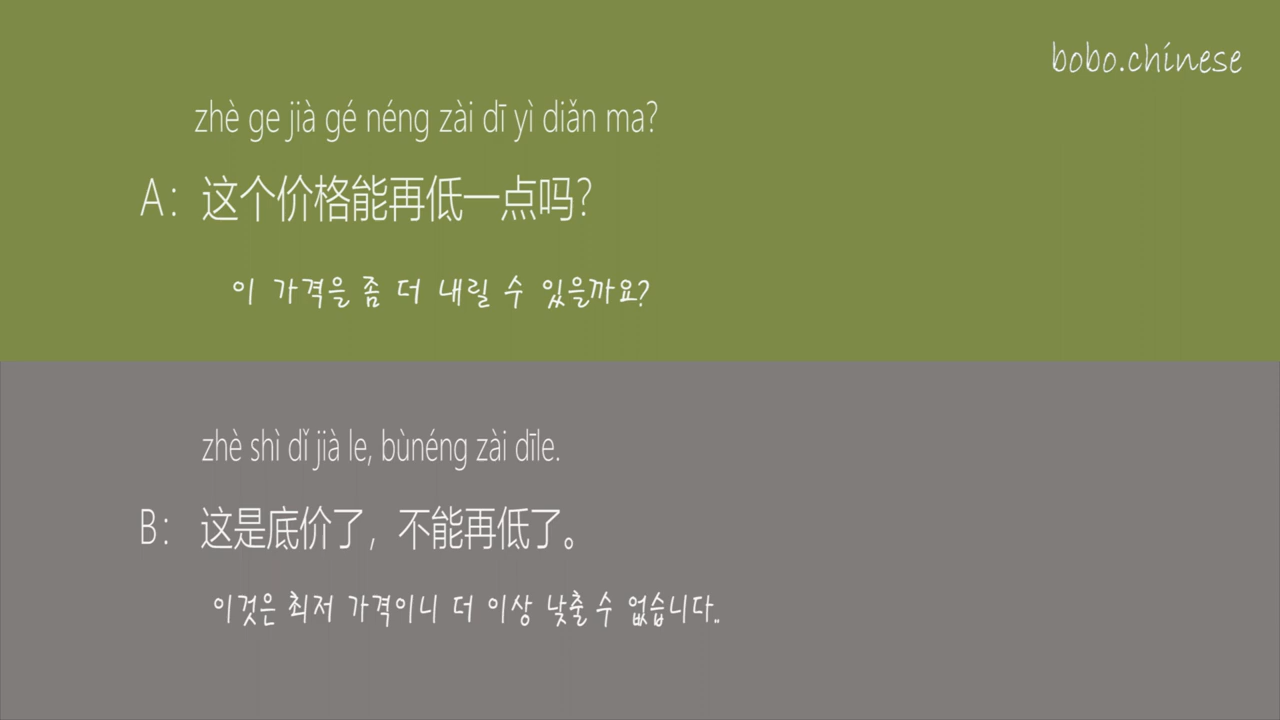 bobo.chinese
zhè ge jià gé néng zài dī yì diǎn ma?
A: 这个价格能再低一点吗?
이 가격을 좀 더 내릴 수 있을까요?
zhè shì dǐ jià le, bùnéng zài dīle.
B: 这是底价了, 不能再低了。
이것은 최저 가격이니 더 이상 낮출 수 없습니다..